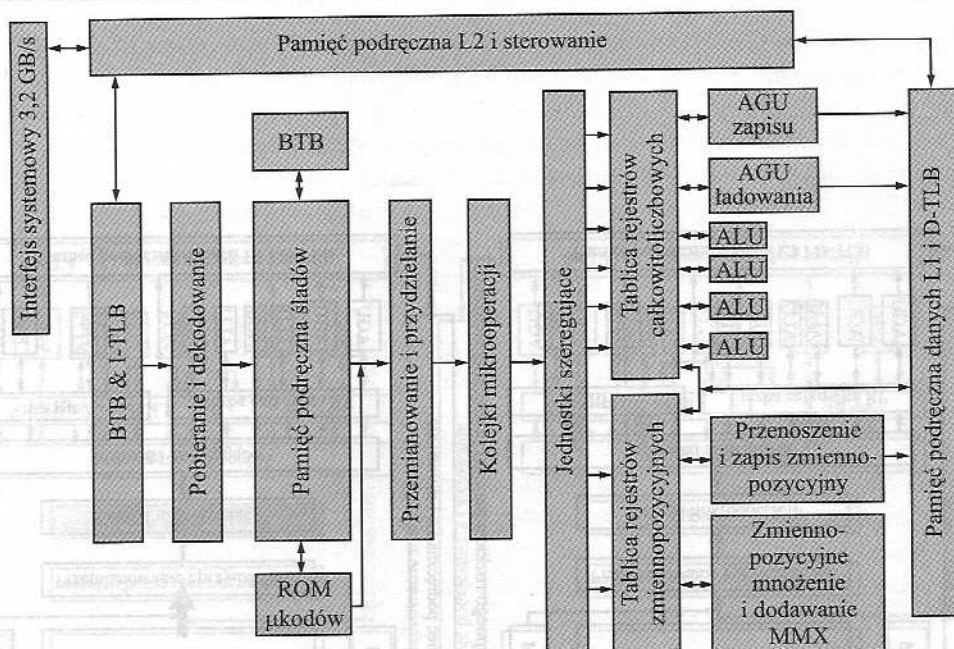 Interfejs systemowy 3,2 GB/s
Pamięć podręczna L2 i sterowanie
BTB & I-TLB
Pobieranie i dekodowanie
BTB
Pamięć podręczna śladów
ROM
μkodów
Przemianowanie i przydzielanie
Kolejki mikrooperacji
Jednostki szeregujące
Tablica rejestrów
całkowitoliczbowych
Tablica rejestrów
zmiennopozycyjnych
AGU
zapisu
AGU
ładowania
ALU
ALU
ALU
ALU
Przenoszenie
i zapis zmienno-
pozycyjny
Zmienno-
pozycyjne
mnożenie
i dodawanie
MMX
Pamięć podręczna danych L1 i D-TLB